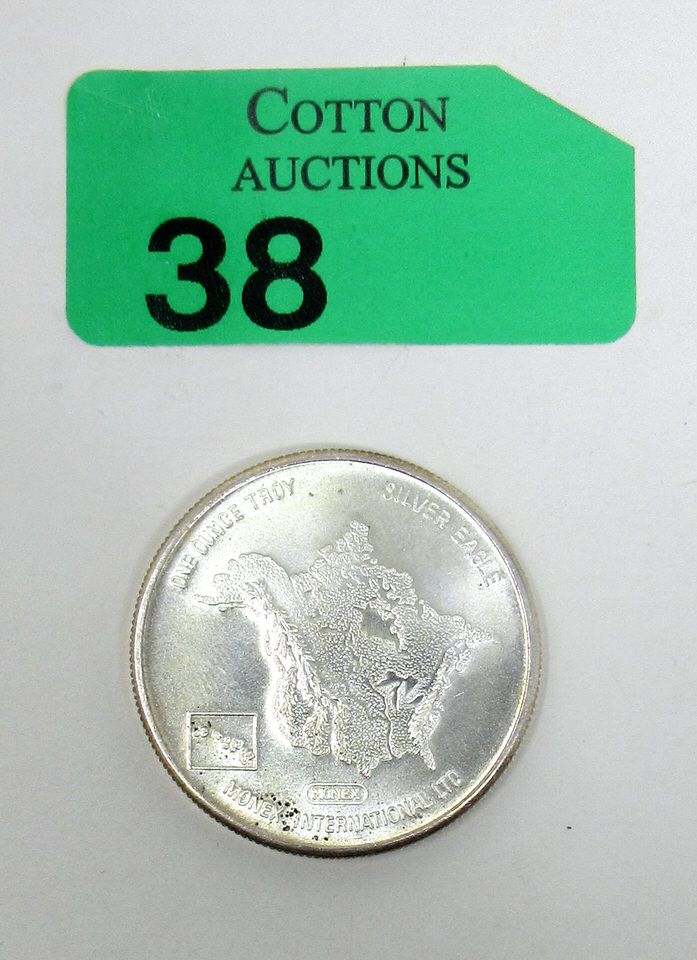 COTTON
AUCTIONS
38
ONE OUNCE TROY
SILVER EAGLE
MONEX
MONEX INTERNATIONAL LTD